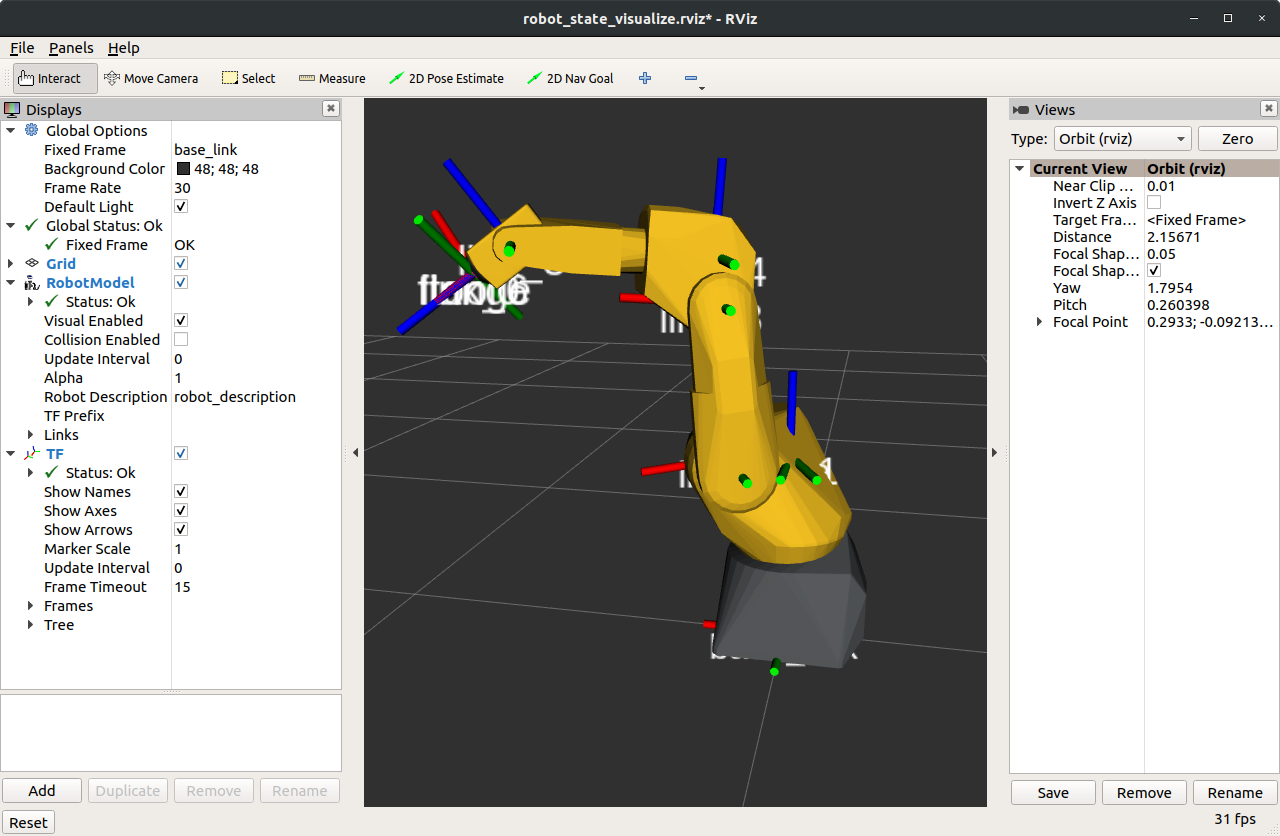 robot_state_visualize.rviz* - RViz
File Panels Help
Interact Move Camera Select Measure 2D Pose Estimate 2D Nav Goal
Displays
Global Options
Fixed Frame base_link
Background Color 48; 48; 48
Frame Rate 30
Default Light
Global Status: Ok
Fixed Frame OK
Grid
RobotModel
Status: Ok
Visual Enabled
Collision Enabled
Update Interval 0
Alpha 1
Robot Description robot_description
TF Prefix
Links
TF
Status: Ok
Show Names
Show Axes
Show Arrows
Marker Scale 1
Update Interval 0
Frame Timeout 15
Frames
Tree
Add Duplicate Remove Rename
Reset
Views
Type: Orbit (rviz) Zero
Current View Orbit (rviz)
Near Clip ... 0.01
Invert Z Axis
Target Fra... <Fixed Frame>
Distance 2.15671
Focal Shap... 0.05
Focal Shap...
Yaw 1.7954
Pitch 0.260398
Focal Point 0.2933; -0.09213...
Save Remove Rename
31 fps